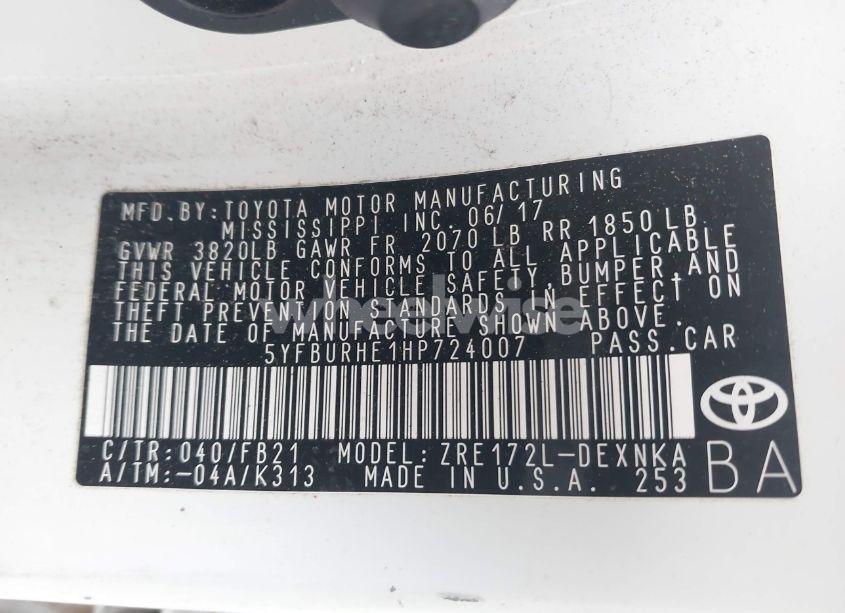 MFD.BY:TOYOTA MOTOR MANUFACTURING
MISSISSIPPI INC. 06/17
GVWR 3820LB GAWR FR 2070 LB RR 1850 LB
THIS VEHICLE CONFORMS TO ALL APPLICABLE
FEDERAL MOTOR VEHICLE SAFETY,BUMPER,AND
THEFT PREVENTION STANDARDS IN EFFECT ON
THE DATE OF MANUFACTURE SHOWN ABOVE.
5YFBURHE1HP724007 PASS.CAR
wheelwise
C/TR:040/FB21 MODEL:ZRE172L-DEXNKA
A/TM:-04A/K313 MADE IN U.S.A. 253
BA